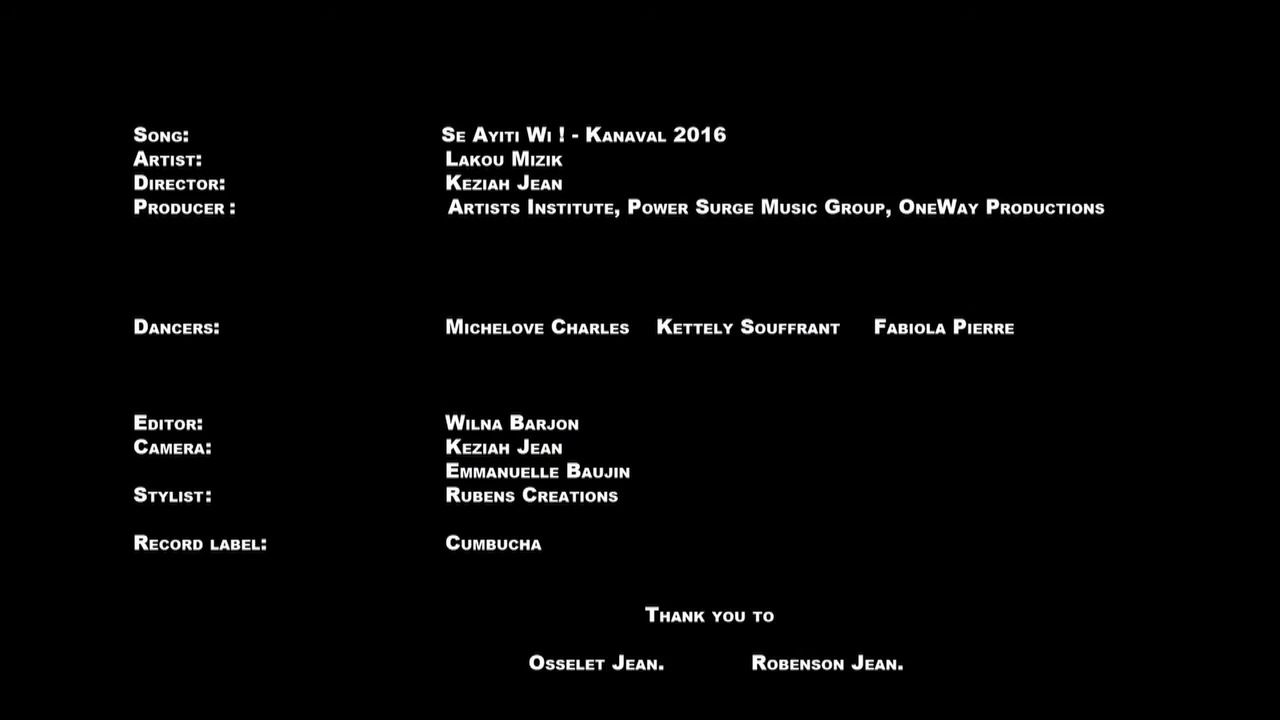 Song: Se Ayiti Wi ! - Kanaval 2016
Artist: Lakou Mizik
Director: Keziah Jean
Producer : Artists Institute, Power Surge Music Group, OneWay Productions
Dancers: Michelove Charles Kettely Souffrant Fabiola Pierre
Editor: Wilna Barjon
Camera: Keziah Jean
Emmanuelle Baujin
Stylist: Rubens Creations
Record label: Cumbucha
Thank you to
Osselet Jean. Robenson Jean.